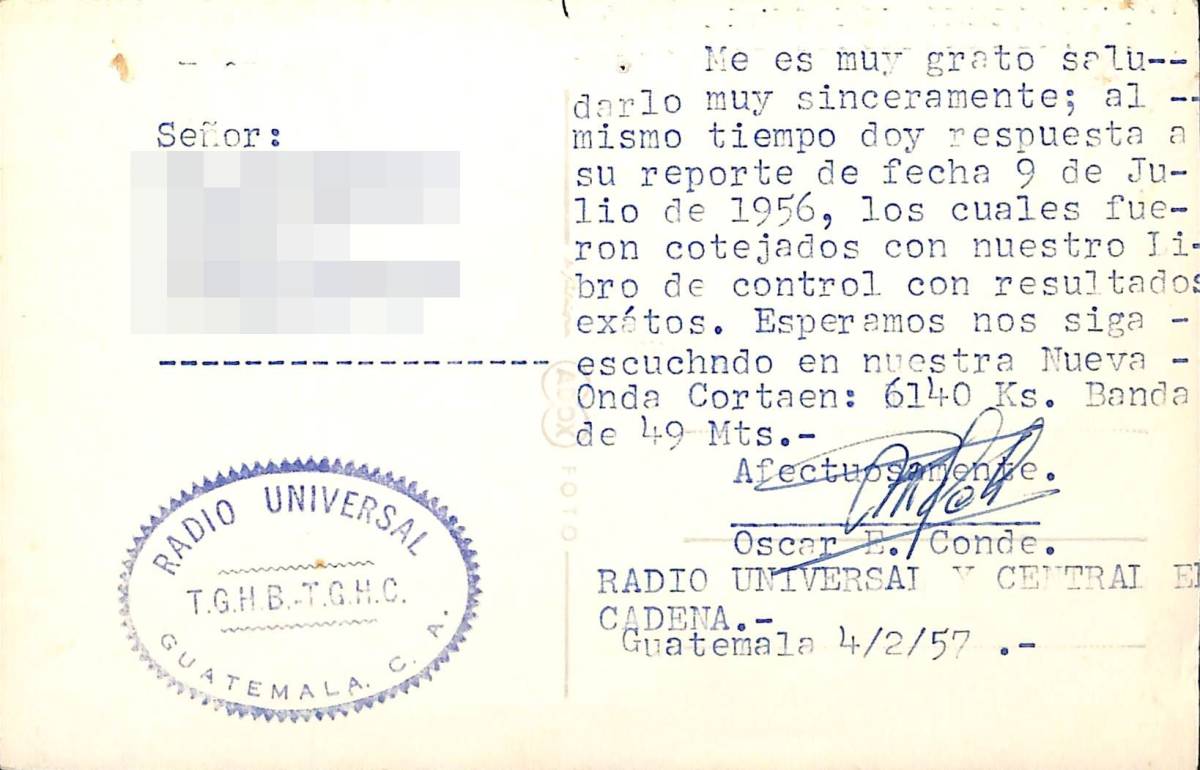 Señor:
Me es muy grato salu--
darlo muy sinceramente; al --
mismo tiempo doy respuesta a
su reporte de fecha 9 de Ju-
lio de 1956, los cuales fue-
ron cotejados con nuestro Li-
bro de control con resultados
exátos. Esperamos nos siga -
escuchndo en nuestra Nueva -
Onda Cortaen: 6140 Ks. Banda
de 49 Mts.-
Afectuosamente.
Oscar E. Conde.
RADIO UNIVERSAL Y CENTRAL EN
CADENA.-
Guatemala 4/2/57 .-
RADIO UNIVERSAL
T.G.H.B.-T.G.H.C.
GUATEMALA. C. A.
ADOX FOTO